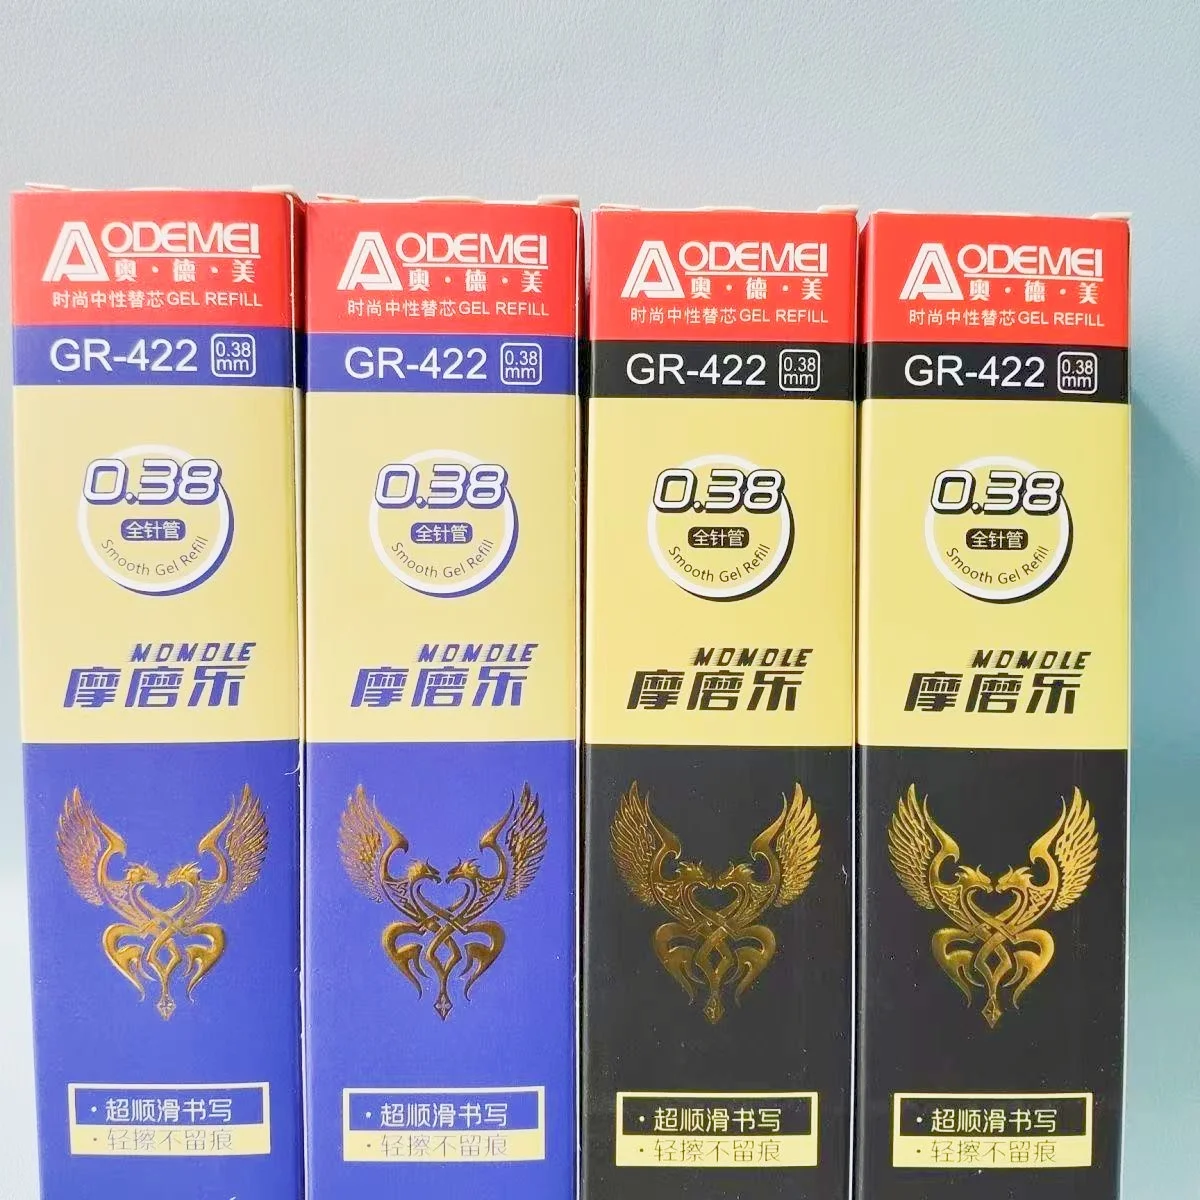 AODEMEI
奥·德·美
时尚中性替芯GEL REFILL
GR-422 0.38 mm
0.38
全针管
Smooth Gel Refill
MOMOLE
摩磨乐
·超顺滑书写
·轻擦不留痕
AODEMEI
奥·德·美
时尚中性替芯GEL REFILL
GR-422 0.38 mm
0.38
全针管
Smooth Gel Refill
MOMOLE
摩磨乐
·超顺滑书写
·轻擦不留痕
AODEMEI
奥·德·美
时尚中性替芯GEL REFILL
GR-422 0.38 mm
0.38
全针管
Smooth Gel Refill
MOMOLE
摩磨乐
·超顺滑书写
·轻擦不留痕
AODEMEI
奥·德·美
时尚中性替芯GEL REFILL
GR-422 0.38 mm
0.38
全针管
Smooth Gel Refill
MOMOLE
摩磨乐
·超顺滑书写
·轻擦不留痕